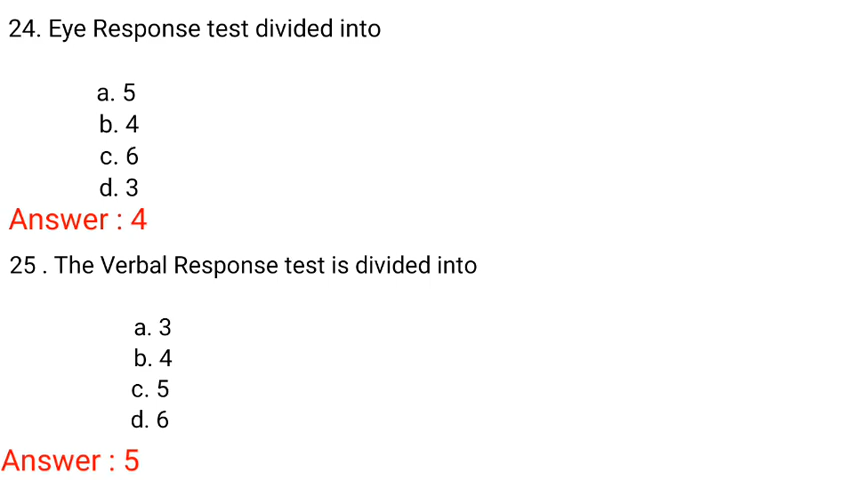 24. Eye Response test divided into
a. 5
b. 4
c. 6
d. 3
Answer : 4
25 . The Verbal Response test is divided into
a. 3
b. 4
c. 5
d. 6
Answer : 5